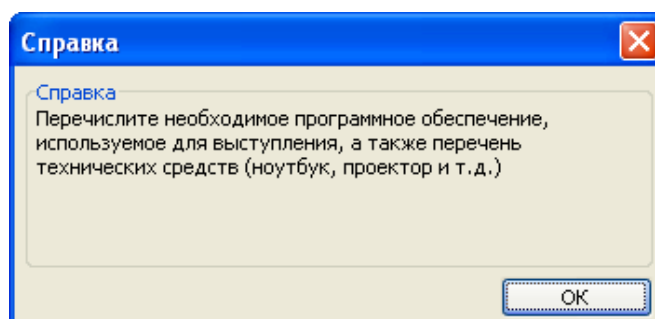 Справка
Справка
Перечислите необходимое программное обеспечение,
используемое для выступления, а также перечень
технических средств (ноутбук, проектор и т.д.)
ОК